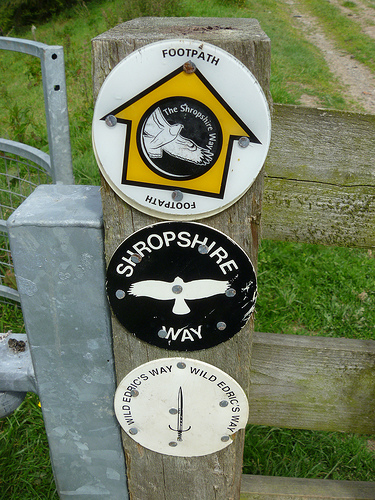 FOOTPATH
The Shropshire Way
FOOTPATH
SHROPSHIRE
WAY
WILD EDRIC'S WAY WILD EDRIC'S WAY